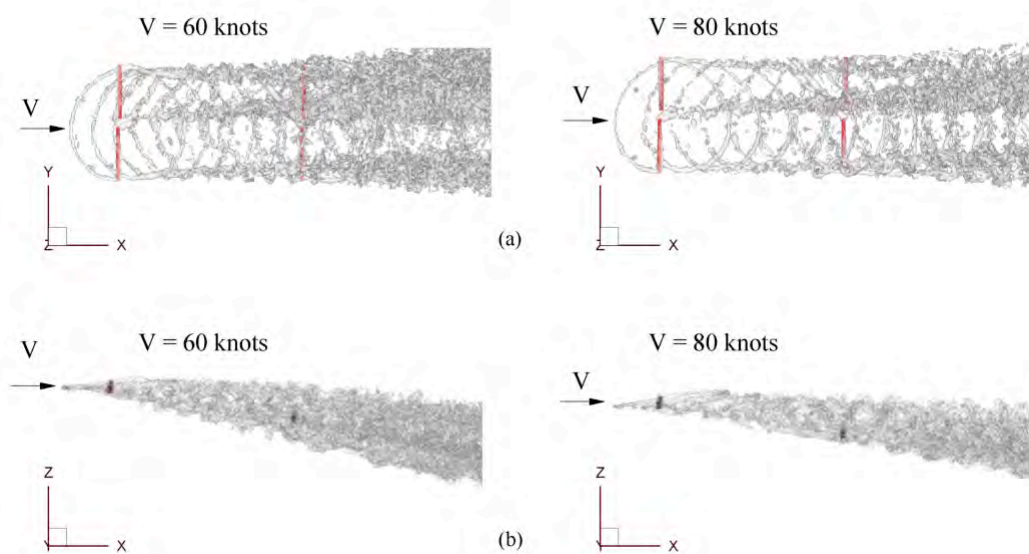 V = 60 knots
V = 80 knots
V
V
Y
Z
X
Y
Z
X
(a)
V = 60 knots
V = 80 knots
V
V
Z
Y
X
Z
Y
X
(b)